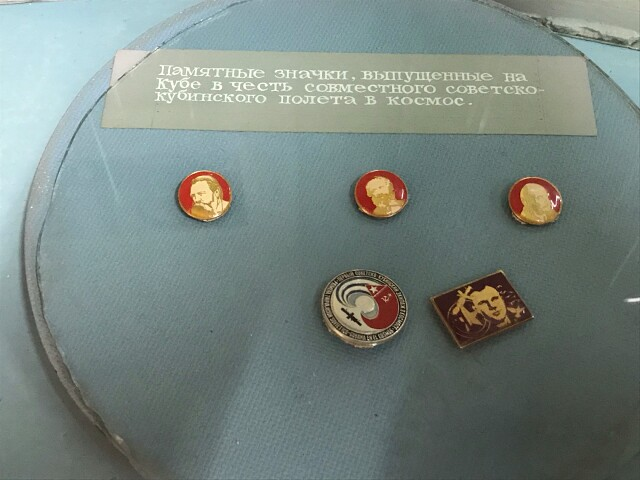 Памятные значки, выпущенные на
Кубе в честь совместного советско-
кубинского полета в космос.